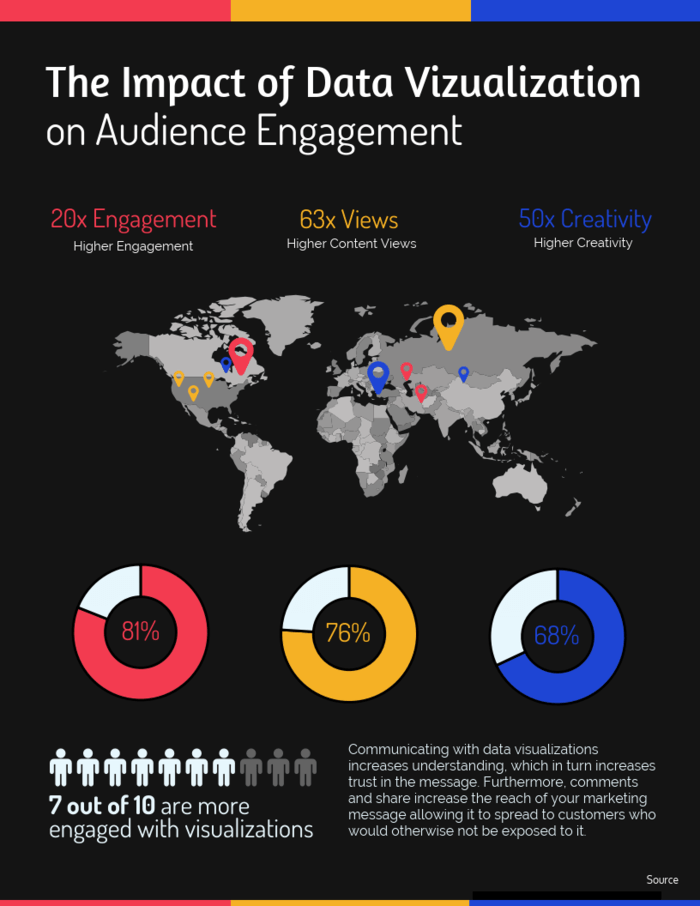 The Impact of Data Vizualization
on Audience Engagement
20x Engagement
Higher Engagement
63x Views
Higher Content Views
50x Creativity
Higher Creativity
81%
76%
68%
7 out of 10 are more
engaged with visualizations
Communicating with data visualizations
increases understanding, which in turn increases
trust in the message. Furthermore, comments
and share increase the reach of your marketing
message allowing it to spread to customers who
would otherwise not be exposed to it.
Source